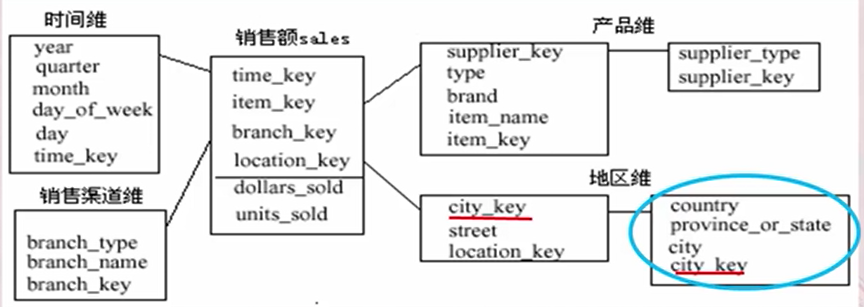 时间维
year
quarter
month
day_of_week
day
time_key
销售渠道维
branch_type
branch_name
branch_key
销售额sales
time_key
item_key
branch_key
location_key
dollars_sold
units_sold
产品维
supplier_key
type
brand
item_name
item_key
supplier_type
supplier_key
地区维
city_key
street
location_key
country
province_or_state
city
city_key